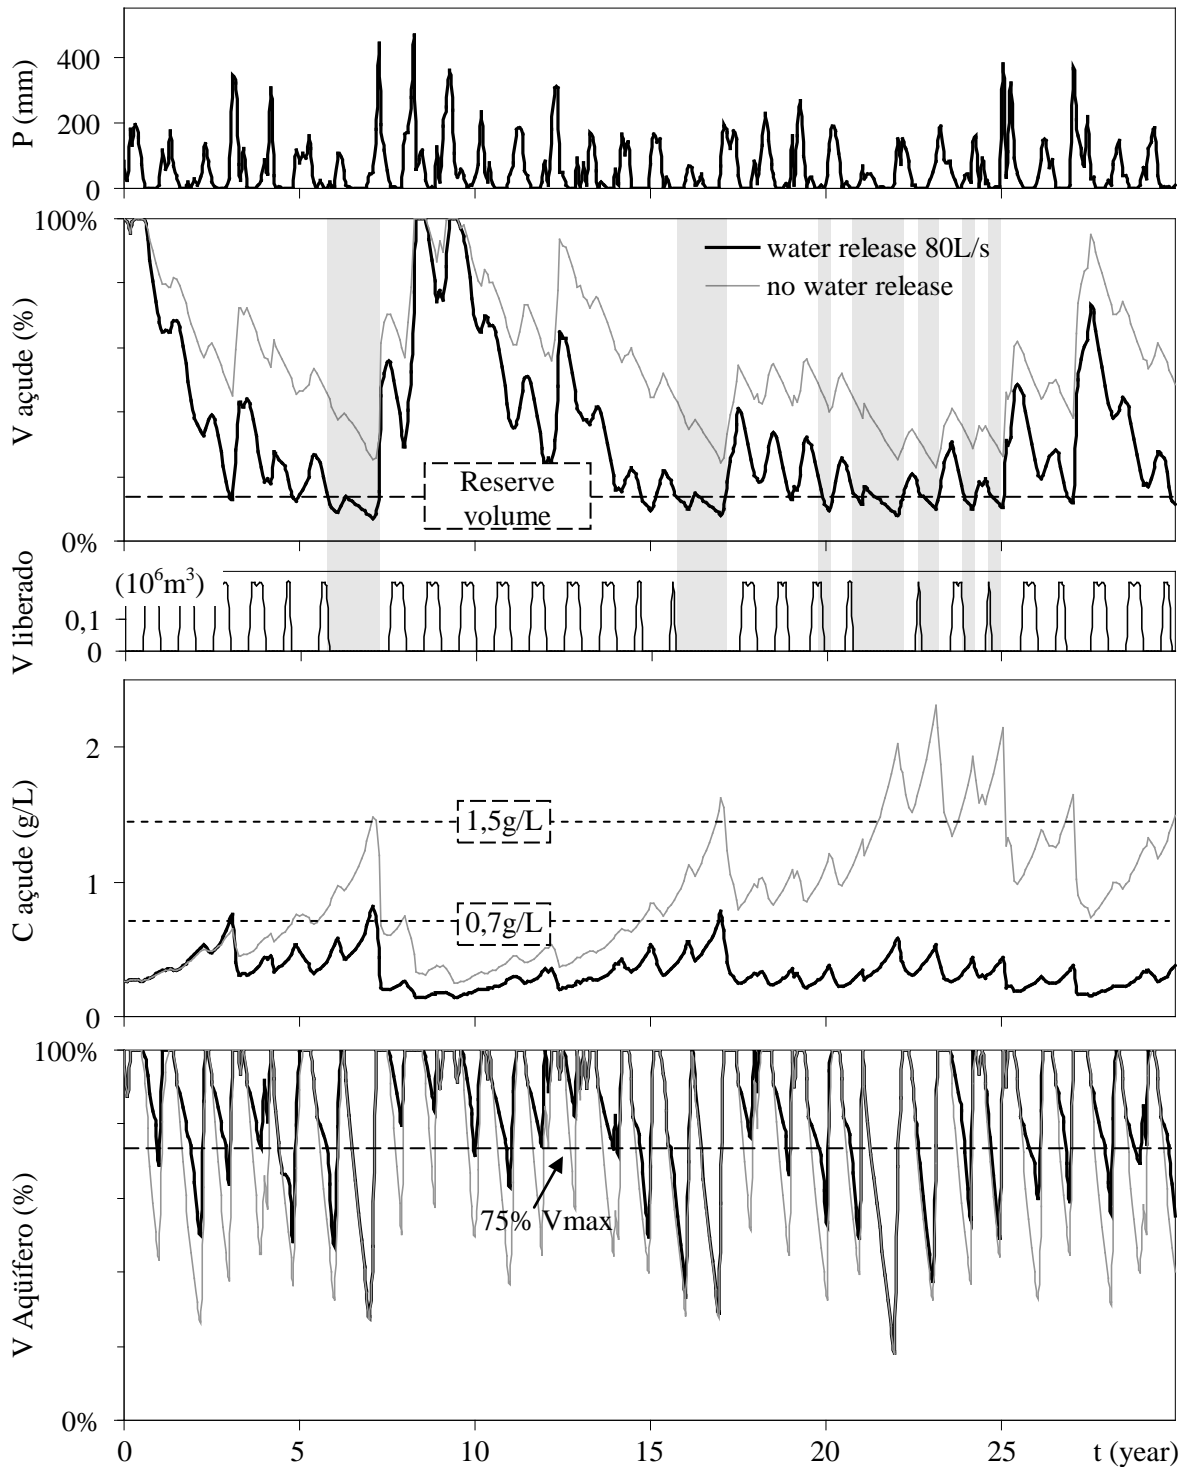 P (mm)
400
200
0
V açude (%)
100%
0%
water release 80L/s
no water release
Reserve
volume
V liberado
(10⁶m³)
0,1
0
C açude (g/L)
2
1
0
1,5g/L
0,7g/L
V Aqüífero (%)
100%
0%
75% Vmax
0
5
10
15
20
25
t (year)